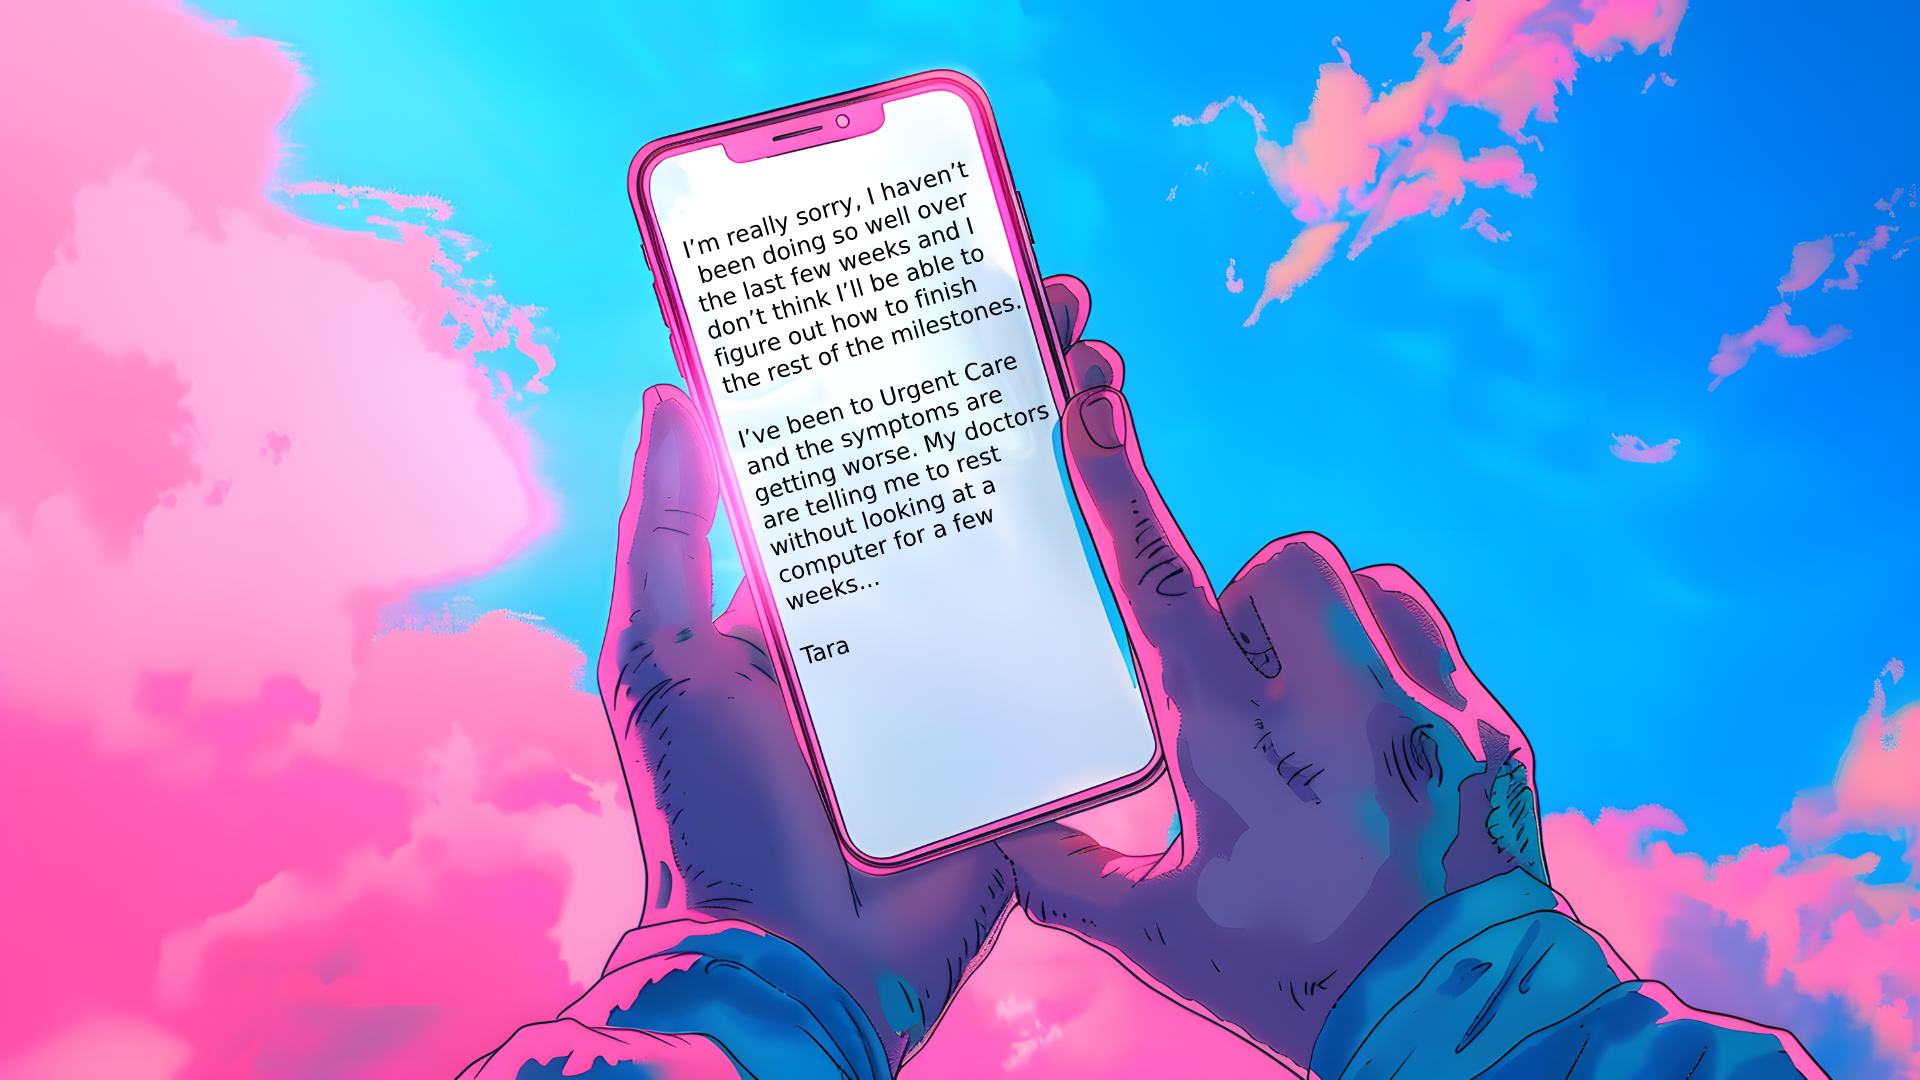 I’m really sorry, I haven’t
been doing so well over
the last few weeks and I
don’t think I’ll be able to
figure out how to finish
the rest of the milestones.
I’ve been to Urgent Care
and the symptoms are
getting worse. My doctors
are telling me to rest
without looking at a
computer for a few
weeks...
Tara